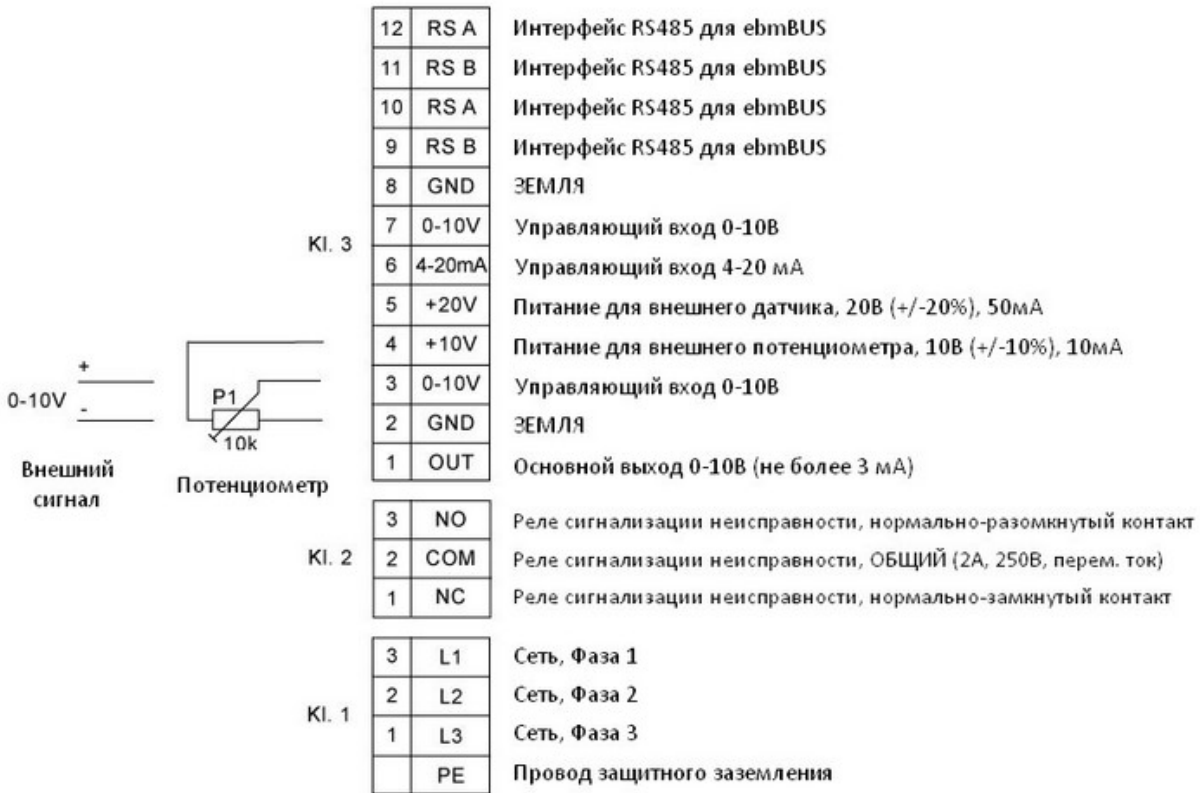 12 RS A Интерфейс RS485 для ebmBUS
11 RS B Интерфейс RS485 для ebmBUS
10 RS A Интерфейс RS485 для ebmBUS
9 RS B Интерфейс RS485 для ebmBUS
8 GND ЗЕМЛЯ
Kl. 3
7 0-10V Управляющий вход 0-10В
6 4-20mA Управляющий вход 4-20 мА
5 +20V Питание для внешнего датчика, 20В (+/-20%), 50мА
4 +10V Питание для внешнего потенциометра, 10В (+/-10%), 10мА
3 0-10V Управляющий вход 0-10В
2 GND ЗЕМЛЯ
1 OUT Основной выход 0-10В (не более 3 мА)
+
0-10V
-
Внешний
сигнал
P1
10k
Потенциометр
Kl. 2
3 NO Реле сигнализации неисправности, нормально-разомкнутый контакт
2 COM Реле сигнализации неисправности, ОБЩИЙ (2А, 250В, перем. ток)
1 NC Реле сигнализации неисправности, нормально-замкнутый контакт
Kl. 1
3 L1 Сеть, Фаза 1
2 L2 Сеть, Фаза 2
1 L3 Сеть, Фаза 3
PE Провод защитного заземления